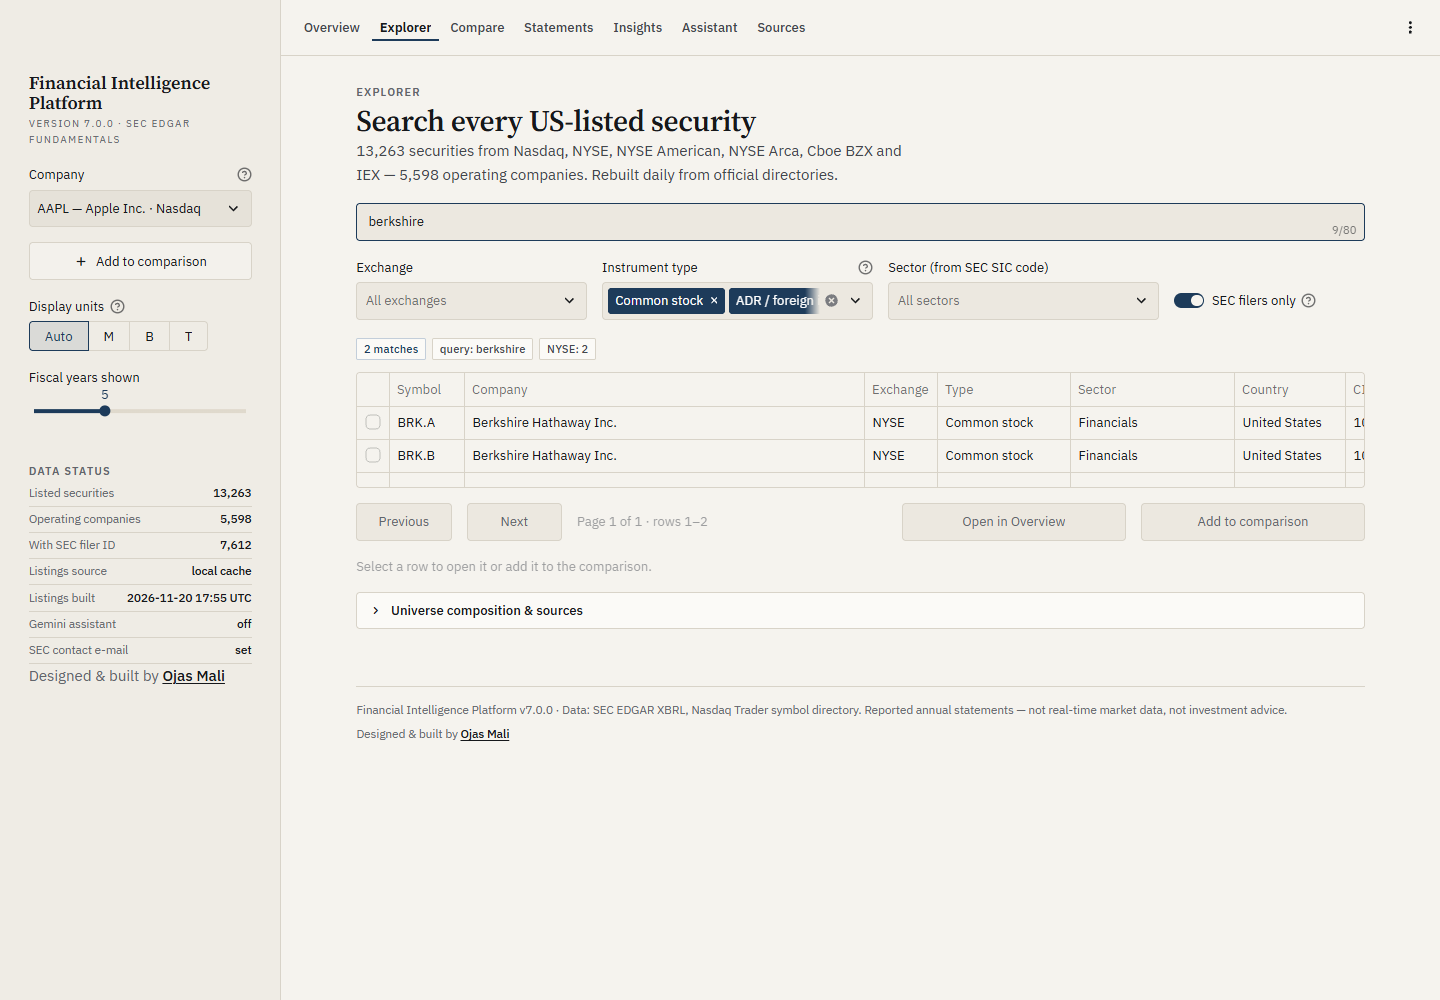 Financial Intelligence
Platform
VERSION 7.0.0 · SEC EDGAR
FUNDAMENTALS
Company
AAPL — Apple Inc. · Nasdaq
Add to comparison
Display units
Auto M B T
Fiscal years shown
5
DATA STATUS
Listed securities 13,263
Operating companies 5,598
With SEC filer ID 7,612
Listings source local cache
Listings built 2026-11-20 17:55 UTC
Gemini assistant off
SEC contact e-mail set
Designed & built by Ojas Mali
Overview Explorer Compare Statements Insights Assistant Sources
EXPLORER
Search every US-listed security
13,263 securities from Nasdaq, NYSE, NYSE American, NYSE Arca, Cboe BZX and
IEX — 5,598 operating companies. Rebuilt daily from official directories.
berkshire
9/80
Exchange Instrument type Sector (from SEC SIC code)
All exchanges Common stock × ADR / foreign All sectors SEC filers only
2 matches query: berkshire NYSE: 2
Symbol Company Exchange Type Sector Country
BRK.A Berkshire Hathaway Inc. NYSE Common stock Financials United States
BRK.B Berkshire Hathaway Inc. NYSE Common stock Financials United States
Previous Next Page 1 of 1 · rows 1–2 Open in Overview Add to comparison
Select a row to open it or add it to the comparison.
Universe composition & sources
Financial Intelligence Platform v7.0.0 · Data: SEC EDGAR XBRL, Nasdaq Trader symbol directory. Reported annual statements — not real-time market data, not investment advice.
Designed & built by Ojas Mali